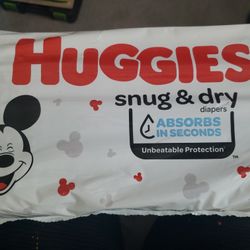 HUGGIES
snug & dry
diapers
ABSORBS
IN SECONDS
Unbeatable Protection*